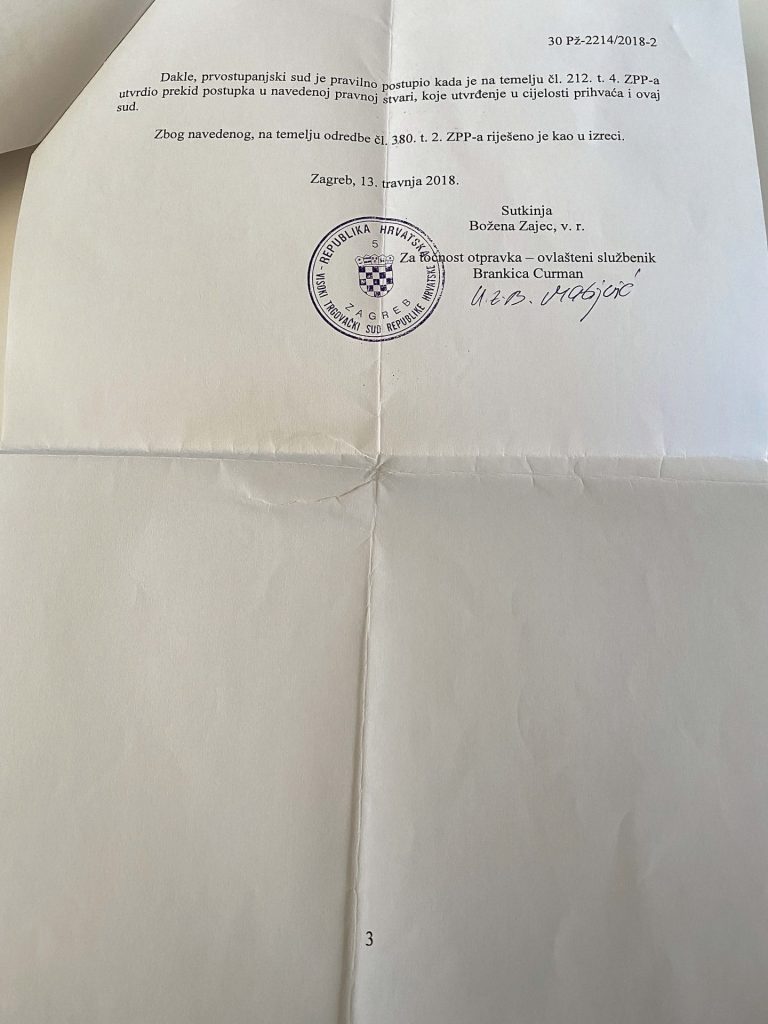 30 Pž-2214/2018-2
Dakle, prvostupanjski sud je pravilno postupio kada je na temelju čl. 212. t. 4. ZPP-a
utvrdio prekid postupka u navedenoj pravnoj stvari, koje utvrđenje u cijelosti prihvaća i ovaj
sud.
Zbog navedenog, na temelju odredbe čl. 380. t. 2. ZPP-a riješeno je kao u izreci.
Zagreb, 13. travnja 2018.
Sutkinja
Božena Zajec, v. r.
Za točnost otpravka – ovlašteni službenik
Brankica Curman
REPUBLIKA HRVATSKA
5
ZAGREB
VISOKI TRGOVAČKI SUD REPUBLIKE HRVATSKE
3